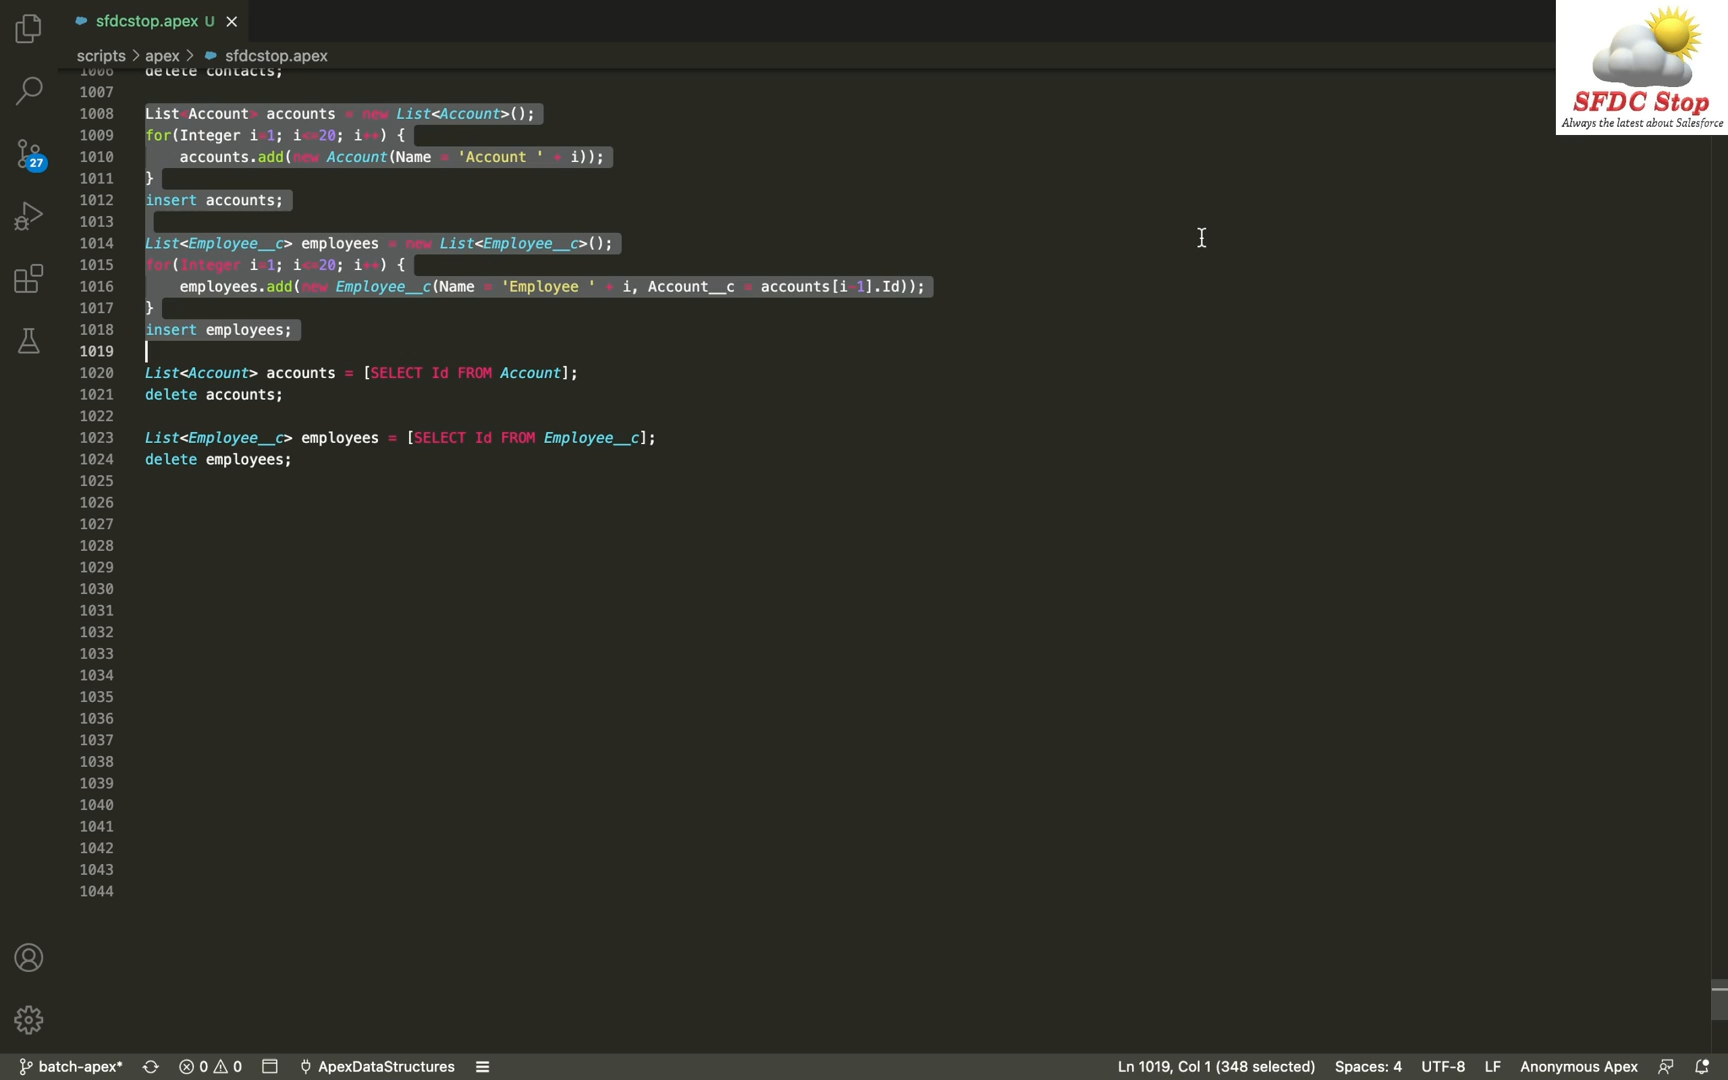 sfdcstop.apex U
scripts > apex > sfdcstop.apex
SFDC Stop
Always the latest about Salesforce
1006 delete contacts;
1007
1008 List<Account> accounts = new List<Account>();
1009 for(Integer i=1; i<=20; i++) {
1010 accounts.add(new Account(Name = 'Account ' + i));
1011 }
1012 insert accounts;
1013
1014 List<Employee__c> employees = new List<Employee__c>();
1015 for(Integer i=1; i<=20; i++) {
1016 employees.add(new Employee__c(Name = 'Employee ' + i, Account__c = accounts[i-1].Id));
1017 }
1018 insert employees;
1019
1020 List<Account> accounts = [SELECT Id FROM Account];
1021 delete accounts;
1022
1023 List<Employee__c> employees = [SELECT Id FROM Employee__c];
1024 delete employees;
1025
1026
1027
1028
1029
1030
1031
1032
1033
1034
1035
1036
1037
1038
1039
1040
1041
1042
1043
1044
27
batch-apex* 0 0 ApexDataStructures Ln 1019, Col 1 (348 selected) Spaces: 4 UTF-8 LF Anonymous Apex